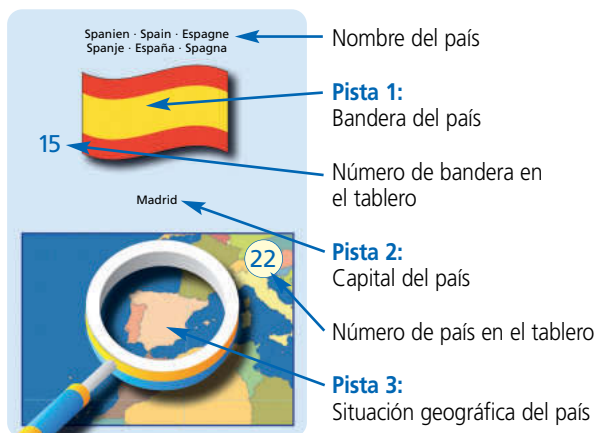 Spanien · Spain · Espagne
Spanje · España · Spagna
Nombre del país
Pista 1:
Bandera del país
15
Número de bandera en
el tablero
Madrid
Pista 2:
Capital del país
22
Número de país en el tablero
Pista 3:
Situación geográfica del país